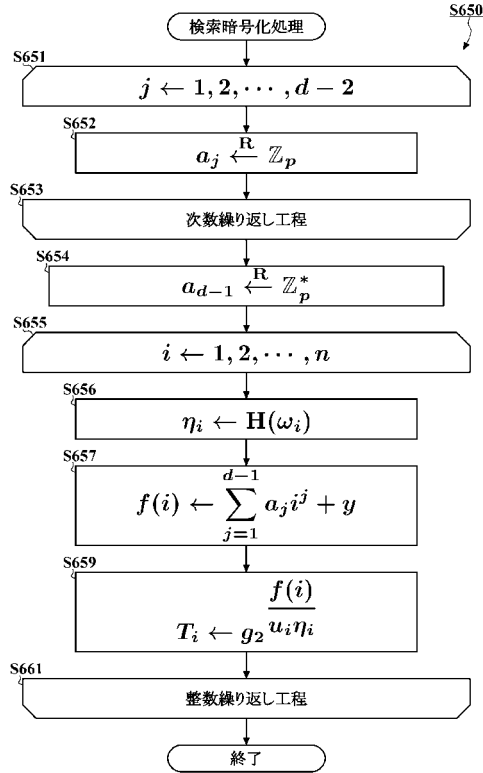 検索暗号化処理
S650
S651
j ← 1, 2, ⋯, d − 2
S652
a_j ←^R ℤ_p
S653
次数繰り返し工程
S654
a_{d−1} ←^R ℤ_p^*
S655
i ← 1, 2, ⋯, n
S656
η_i ← H(ω_i)
S657
f(i) ← ∑_{j=1}^{d−1} a_j i^j + y
S659
T_i ← g_2^{f(i)/(u_i η_i)}
S661
整数繰り返し工程
終了